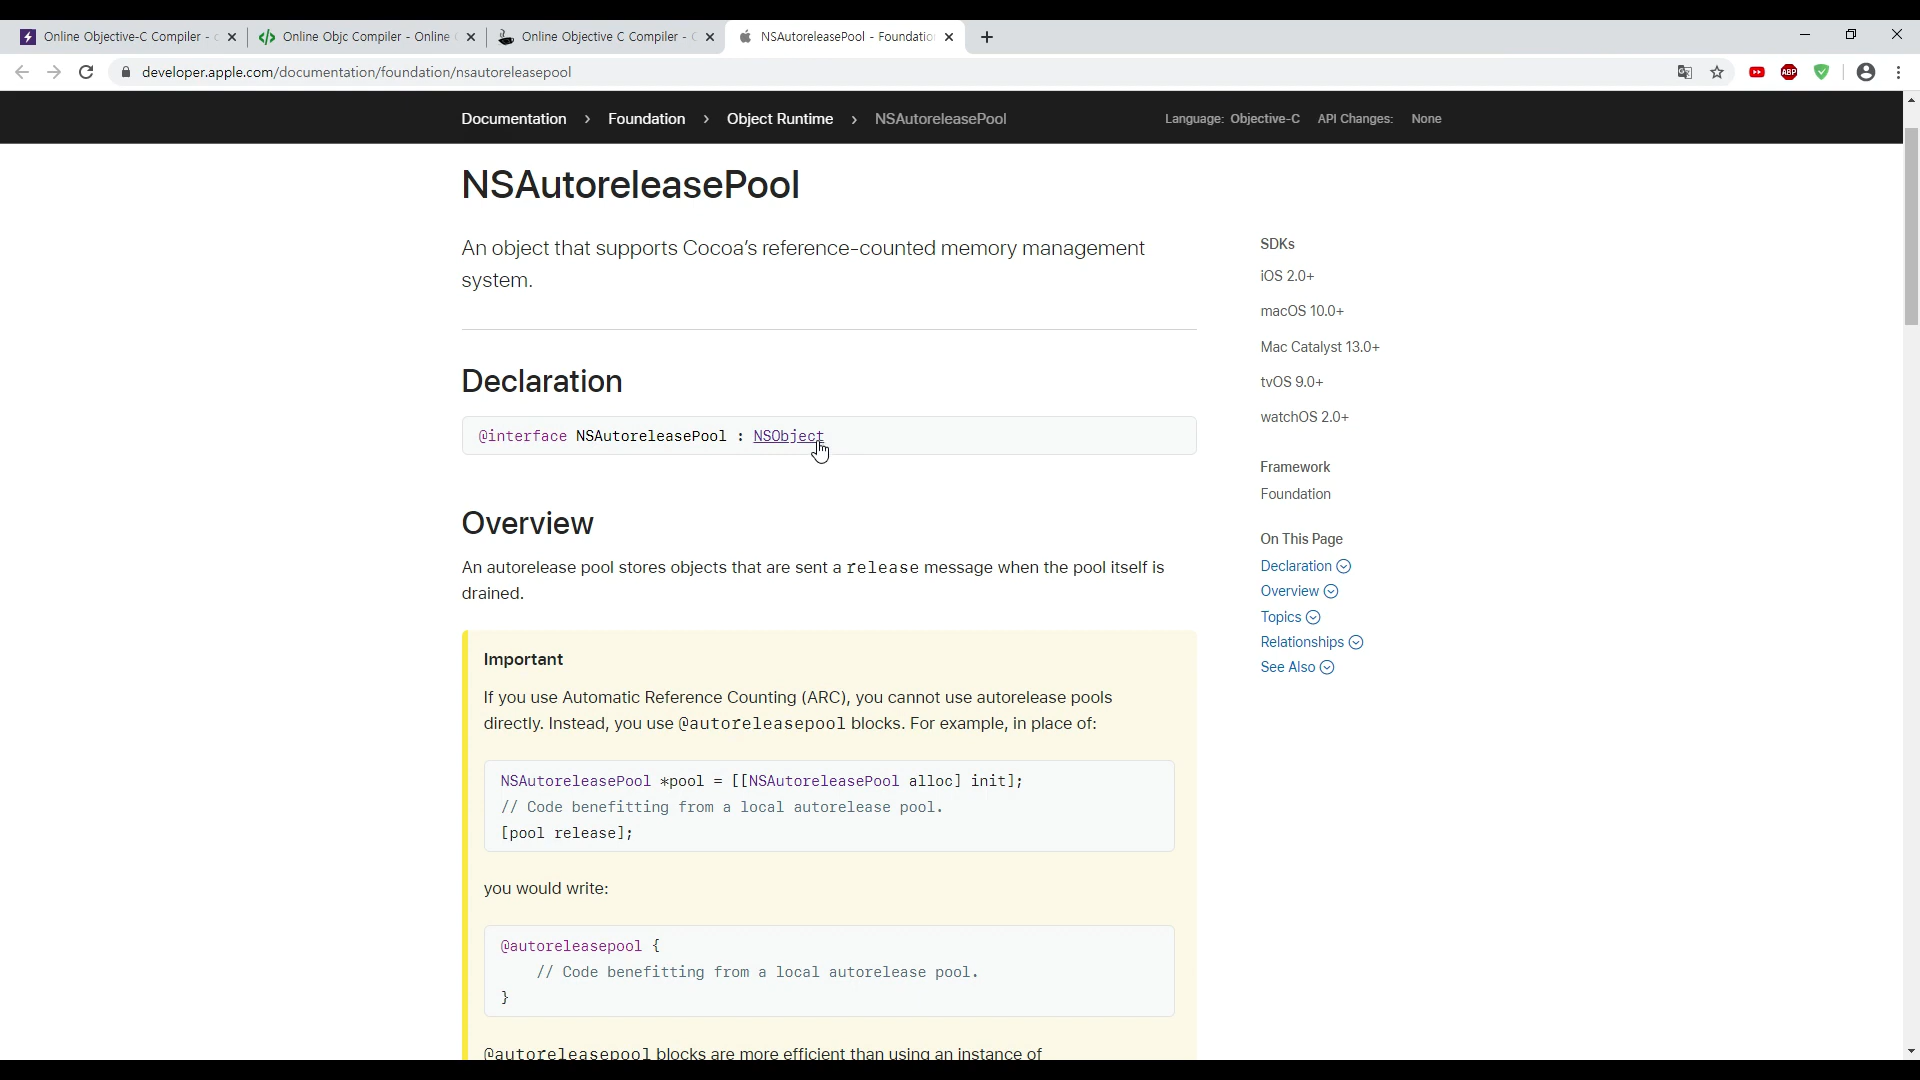 Online Objective-C Compiler -
Online Objc Compiler - Online
Online Objective C Compiler -
NSAutoreleasePool - Foundatio
developer.apple.com/documentation/foundation/nsautoreleasepool
ABP
Documentation > Foundation > Object Runtime > NSAutoreleasePool
Language: Objective-C API Changes: None
NSAutoreleasePool
An object that supports Cocoa’s reference-counted memory management
system.
Declaration
@interface NSAutoreleasePool : NSObject
Overview
An autorelease pool stores objects that are sent a release message when the pool itself is
drained.
Important
If you use Automatic Reference Counting (ARC), you cannot use autorelease pools
directly. Instead, you use @autoreleasepool blocks. For example, in place of:
NSAutoreleasePool *pool = [[NSAutoreleasePool alloc] init];
// Code benefitting from a local autorelease pool.
[pool release];
you would write:
@autoreleasepool {
// Code benefitting from a local autorelease pool.
}
@autoreleasepool blocks are more efficient than using an instance of
SDKs
iOS 2.0+
macOS 10.0+
Mac Catalyst 13.0+
tvOS 9.0+
watchOS 2.0+
Framework
Foundation
On This Page
Declaration
Overview
Topics
Relationships
See Also